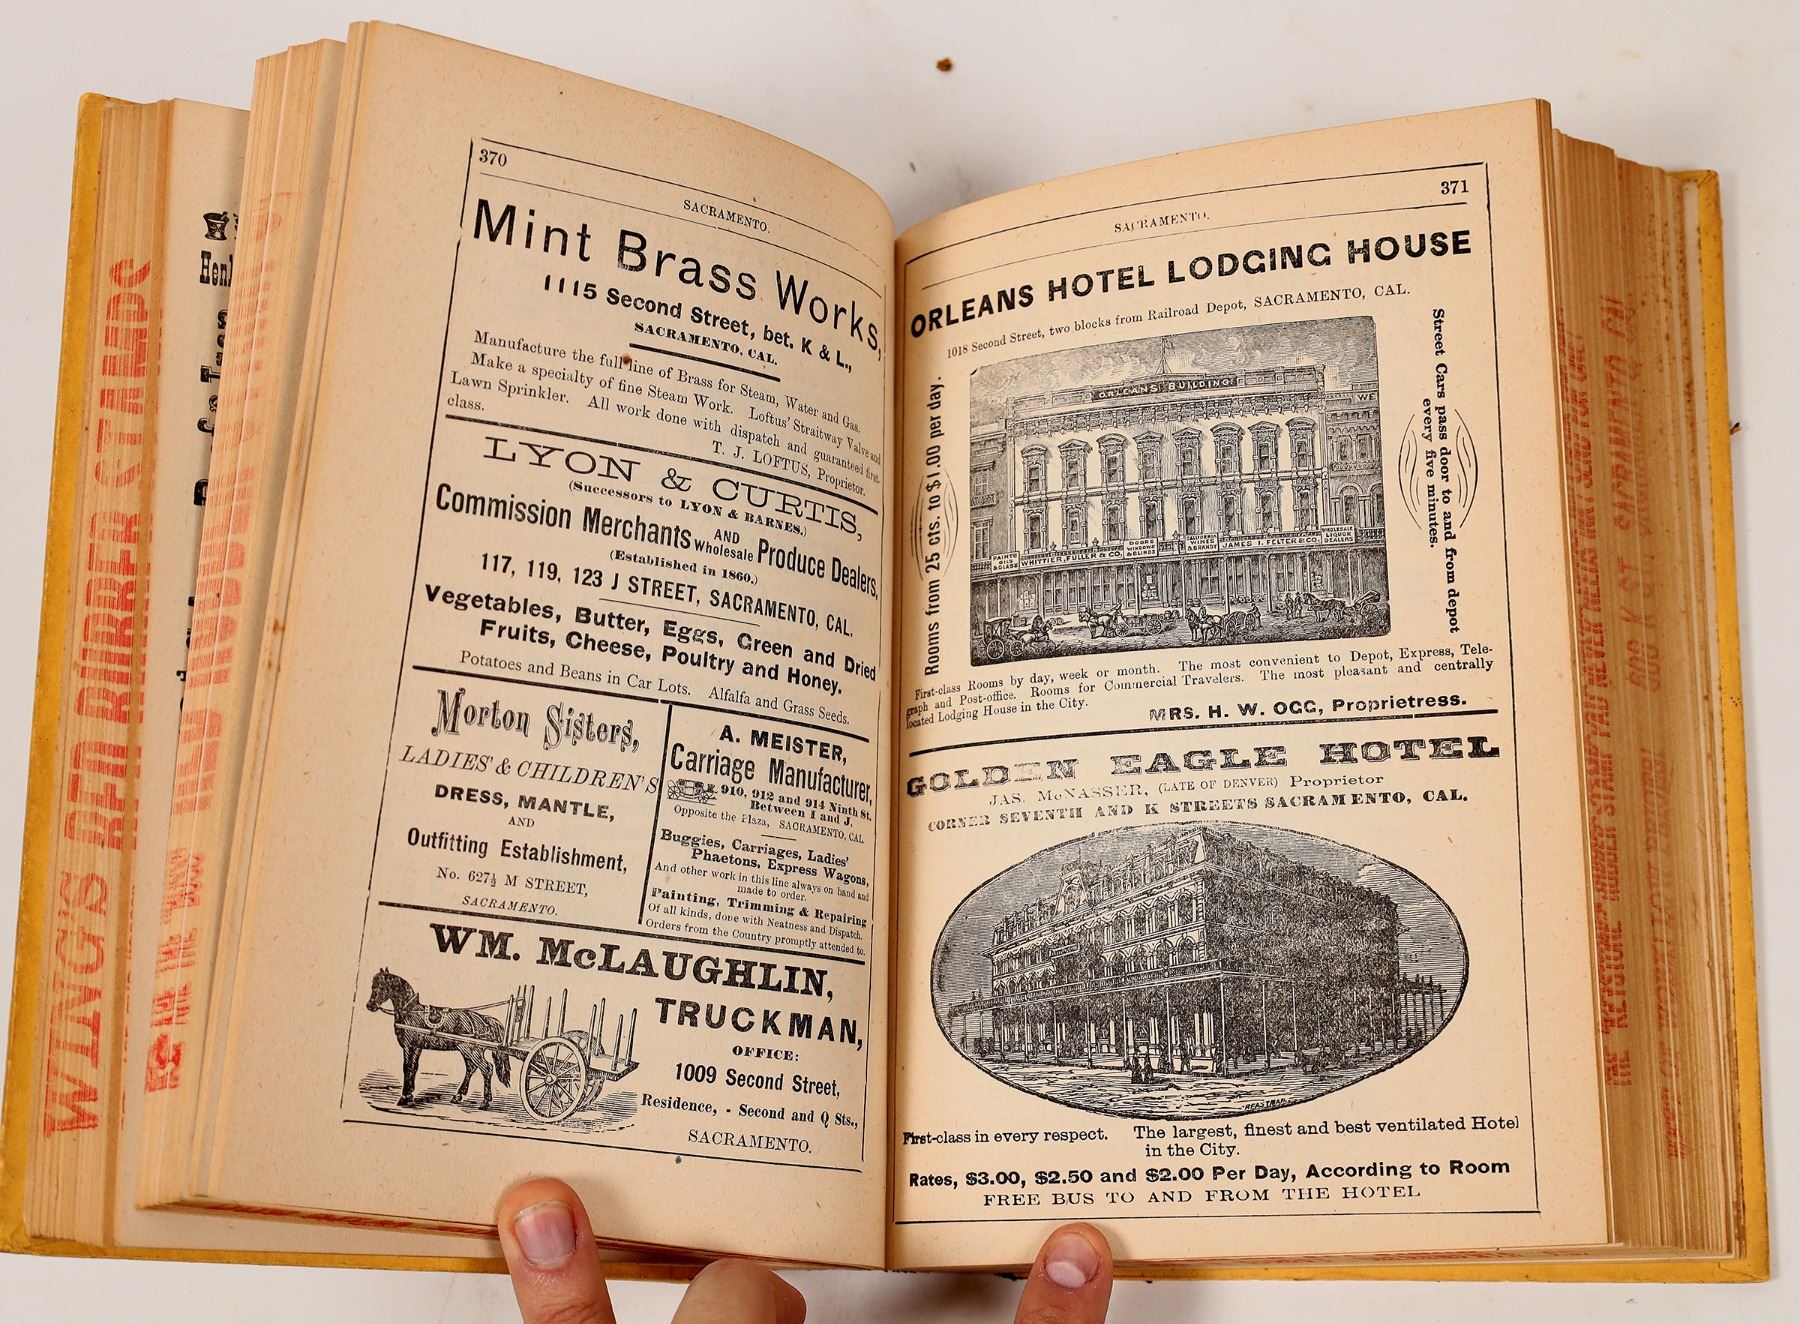 370
SACRAMENTO.
Mint Brass Works,
1115 Second Street, bet. K & L.,
SACRAMENTO, CAL.
Manufacture the full line of Brass for Steam, Water and Gas.
Make a specialty of fine Steam Work. Loftus' Straitway Valve and
Lawn Sprinkler. All work done with dispatch and guaranteed first-
class.
T. J. LOFTUS, Proprietor.
LYON & CURTIS,
(Successors to LYON & BARNES.)
Commission Merchants AND Wholesale Produce Dealers,
(Established in 1860.)
117, 119, 123 J STREET, SACRAMENTO, CAL.
Vegetables, Butter, Eggs, Green and Dried
Fruits, Cheese, Poultry and Honey.
Potatoes and Beans in Car Lots. Alfalfa and Grass Seeds.
Morton Sisters,
LADIES' & CHILDREN'S
DRESS, MANTLE,
AND
Outfitting Establishment,
No. 627½ M STREET,
SACRAMENTO.
A. MEISTER,
Carriage Manufacturer,
910, 912 and 914 Ninth St.
Between I and J.
Opposite the Plaza, SACRAMENTO, CAL
Buggies, Carriages, Ladies'
Phaetons, Express Wagons,
And other work in this line always on hand and
made to order.
Painting, Trimming & Repairing
Of all kinds, done with Neatness and Dispatch.
Orders from the Country promptly attended to.
WM. McLAUGHLIN,
TRUCKMAN,
OFFICE:
1009 Second Street,
Residence, - Second and Q Sts.,
SACRAMENTO.
371
SACRAMENTO.
ORLEANS HOTEL LODGING HOUSE
1018 Second Street, two blocks from Railroad Depot, SACRAMENTO, CAL.
Rooms from 25 cts. to $1.00 per day.
ORLEANS BUILDING
WE
PAINTS
OILS
& GLASS
WHITTIER, FULLER & CO.
DOORS
WINDOWS
& BLINDS
CALIFORNIA
WINES
& BRANDY
JAMES I. FELTER & CO.
WHOLESALE
LIQUOR
DEALERS
Street Cars pass door to and from depot
every five minutes.
First-class Rooms by day, week or month. The most convenient to Depot, Express, Tele-
graph and Post-office. Rooms for Commercial Travelers. The most pleasant and centrally
located Lodging House in the City.
MRS. H. W. OGG, Proprietress.
GOLDEN EAGLE HOTEL
JAS. McNASSER, (LATE OF DENVER) Proprietor
CORNER SEVENTH AND K STREETS SACRAMENTO, CAL.
First-class in every respect. The largest, finest and best ventilated Hotel
in the City.
Rates, $3.00, $2.50 and $2.00 Per Day, According to Room
FREE BUS TO AND FROM THE HOTEL
WING'S RED RUBBER STAMPS